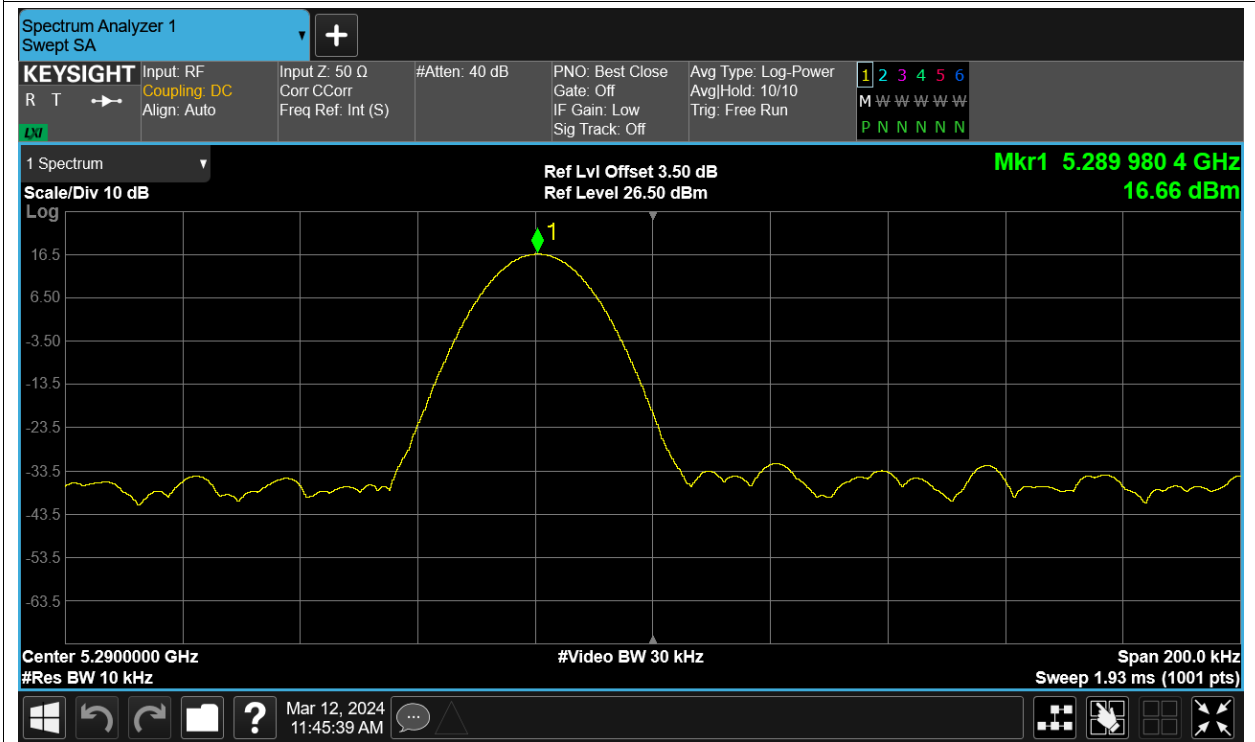 Spectrum Analyzer 1
Swept SA
+
KEYSIGHT
R T
LXI
Input: RF
Coupling: DC
Align: Auto
Input Z: 50 Ω
Corr CCorr
Freq Ref: Int (S)
#Atten: 40 dB
PNO: Best Close
Gate: Off
IF Gain: Low
Sig Track: Off
Avg Type: Log-Power
Avg|Hold: 10/10
Trig: Free Run
1 2 3 4 5 6
M W W W W W
P N N N N N
1 Spectrum
Scale/Div 10 dB
Log
Ref Lvl Offset 3.50 dB
Ref Level 26.50 dBm
Mkr1 5.289 980 4 GHz
16.66 dBm
1
16.5
6.50
-3.50
-13.5
-23.5
-33.5
-43.5
-53.5
-63.5
Center 5.2900000 GHz
#Res BW 10 kHz
#Video BW 30 kHz
Span 200.0 kHz
Sweep 1.93 ms (1001 pts)
?
Mar 12, 2024
11:45:39 AM